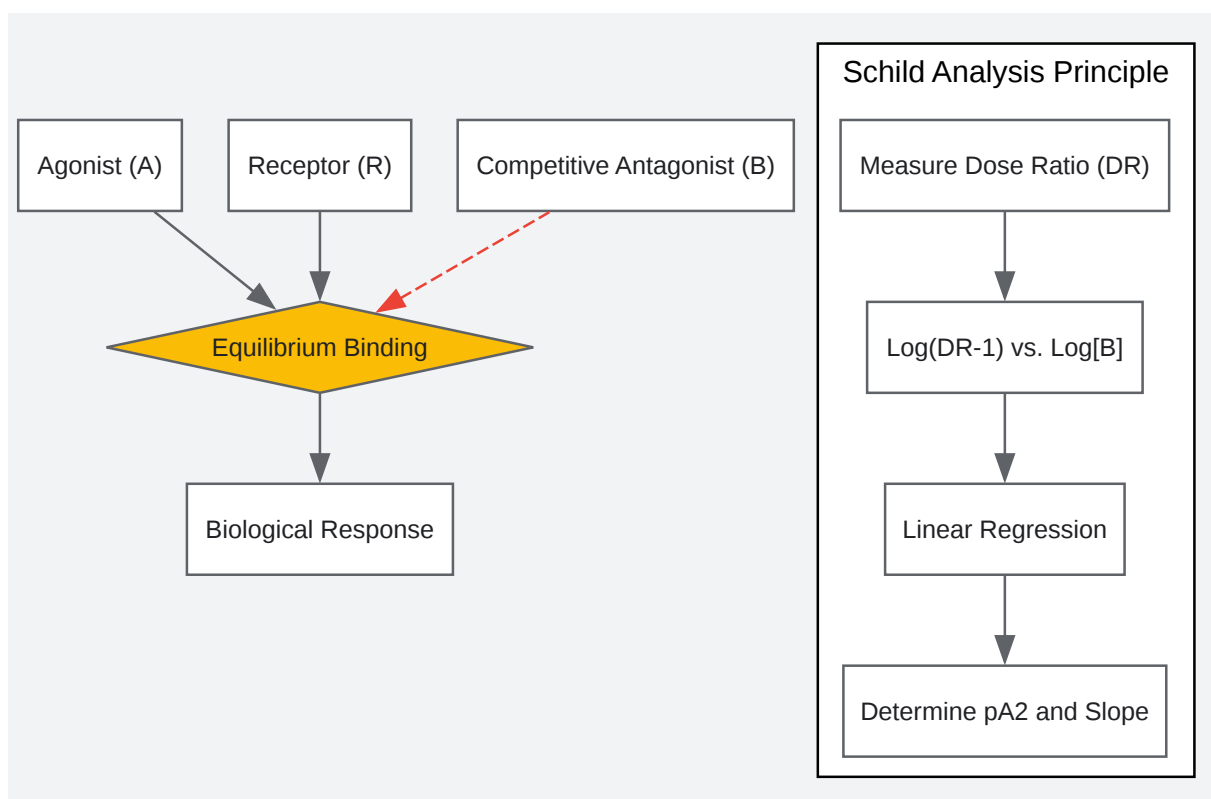 Schild Analysis Principle
Agonist (A)
Receptor (R)
Competitive Antagonist (B)
Measure Dose Ratio (DR)
Equilibrium Binding
Log(DR-1) vs. Log[B]
Biological Response
Linear Regression
Determine pA2 and Slope